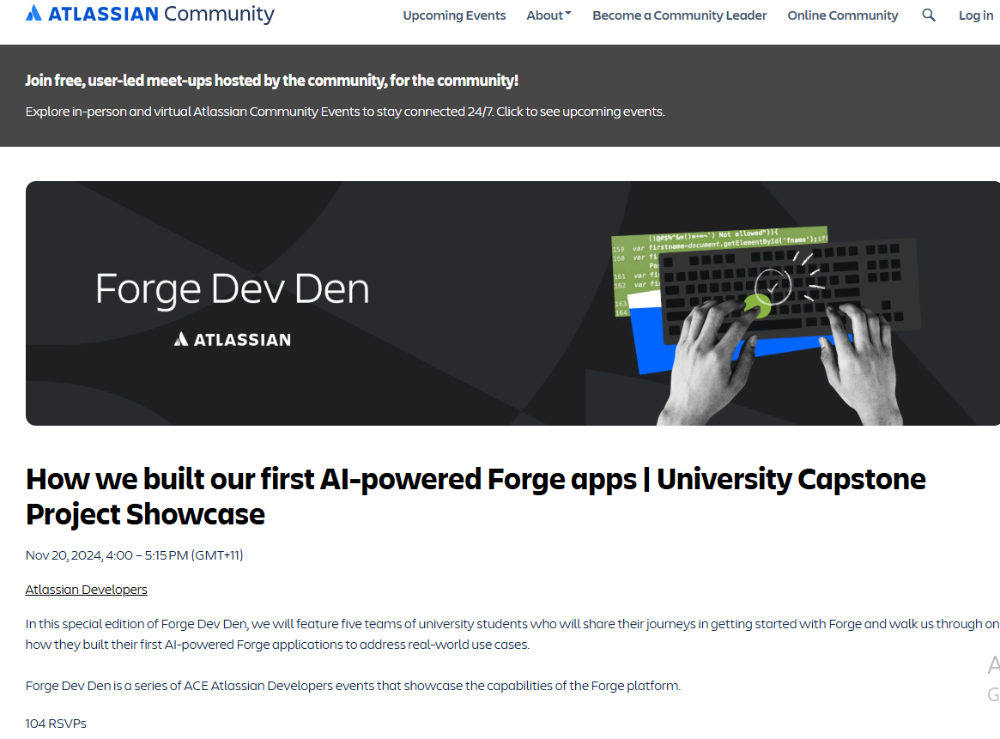 ATLASSIAN Community
Upcoming Events
About
Become a Community Leader
Online Community
Log in
Join free, user-led meet-ups hosted by the community, for the community!
Explore in-person and virtual Atlassian Community Events to stay connected 24/7. Click to see upcoming events.
Forge Dev Den
ATLASSIAN
(!@#$%^&*()+=~`) Not allowed")){
159 var firstname=document.getElementById('fname');if
160 var fi
Pa
161 var fi
162 var fi
163
164
How we built our first AI-powered Forge apps | University Capstone
Project Showcase
Nov 20, 2024, 4:00 – 5:15 PM (GMT+11)
Atlassian Developers
In this special edition of Forge Dev Den, we will feature five teams of university students who will share their journeys in getting started with Forge and walk us through on
how they built their first AI-powered Forge applications to address real-world use cases.
Forge Dev Den is a series of ACE Atlassian Developers events that showcase the capabilities of the Forge platform.
104 RSVPs
A
G